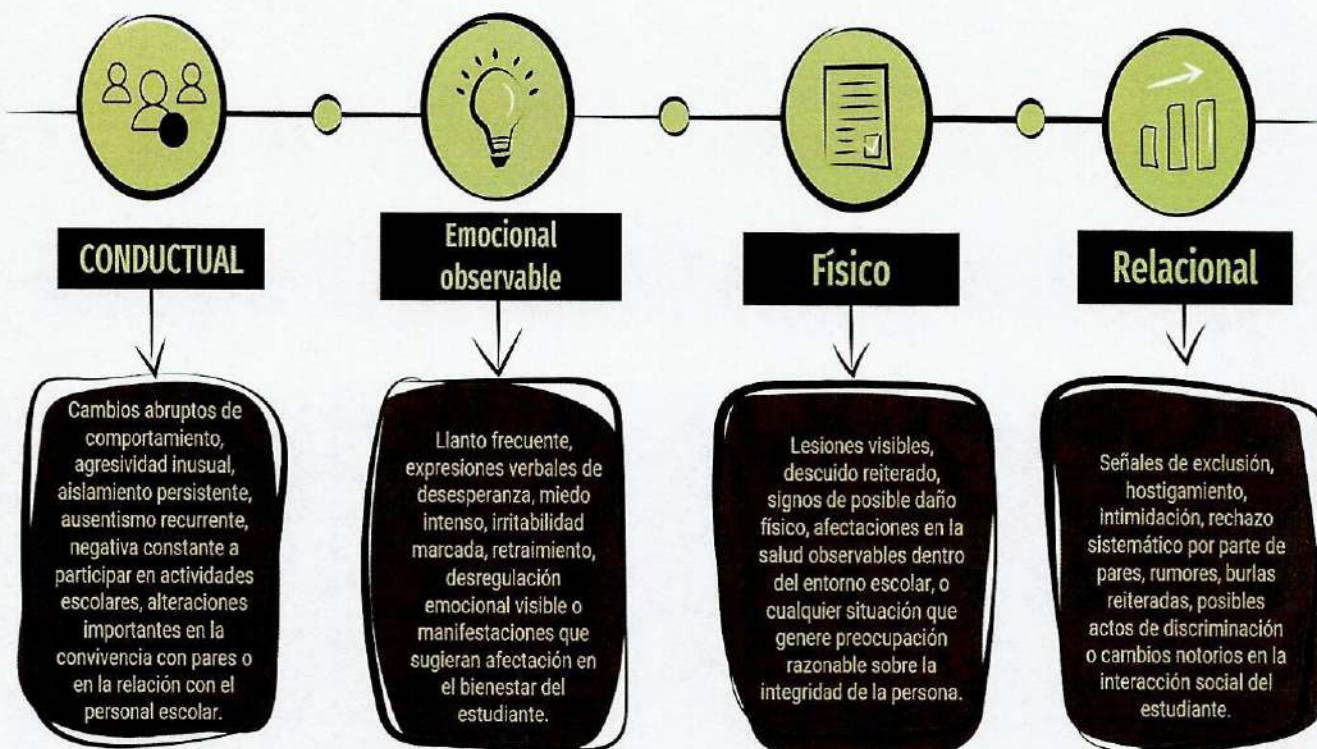 CONDUCTUAL
Cambios abruptos de
comportamiento,
agresividad inusual,
aislamiento persistente,
ausentismo recurrente,
negativa constante a
participar en actividades
escolares, alteraciones
importantes en la
convivencia con pares o
en la relación con el
personal escolar.
Emocional
observable
Llanto frecuente,
expresiones verbales de
desesperanza, miedo
intenso, irritabilidad
marcada, retraimiento,
desregulación
emocional visible o
manifestaciones que
sugieran afectación en
el bienestar del
estudiante.
Físico
Lesiones visibles,
descuido reiterado,
signos de posible daño
físico, afectaciones en la
salud observables dentro
del entorno escolar, o
cualquier situación que
genere preocupación
razonable sobre la
integridad de la persona.
Relacional
Señales de exclusión,
hostigamiento,
intimidación, rechazo
sistemático por parte de
pares, rumores, burlas
reiteradas, posibles
actos de discriminación
o cambios notorios en la
interacción social del
estudiante.